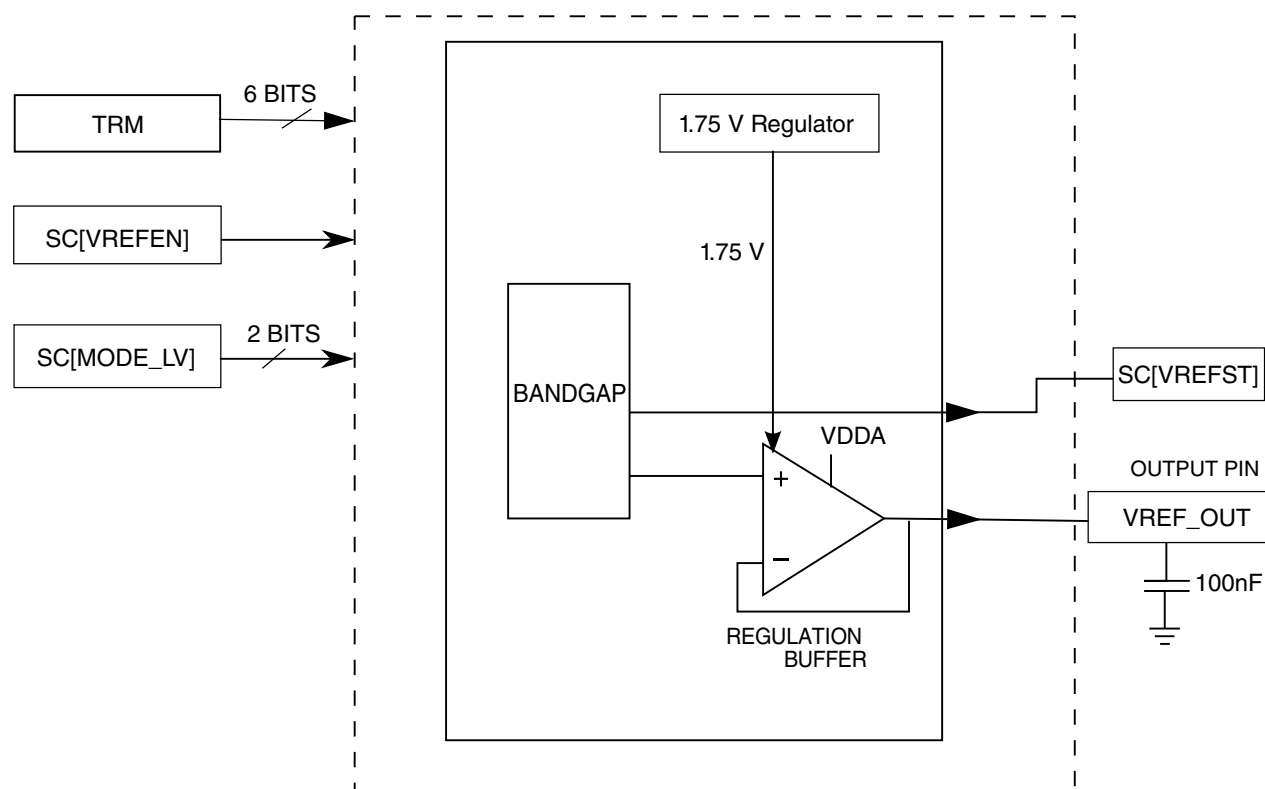 6 BITS
TRM
1.75 V Regulator
SC[VREFEN]
1.75 V
2 BITS
SC[MODE_LV]
BANDGAP
SC[VREFST]
VDDA
OUTPUT PIN
+
VREF_OUT
−
100nF
REGULATION
BUFFER